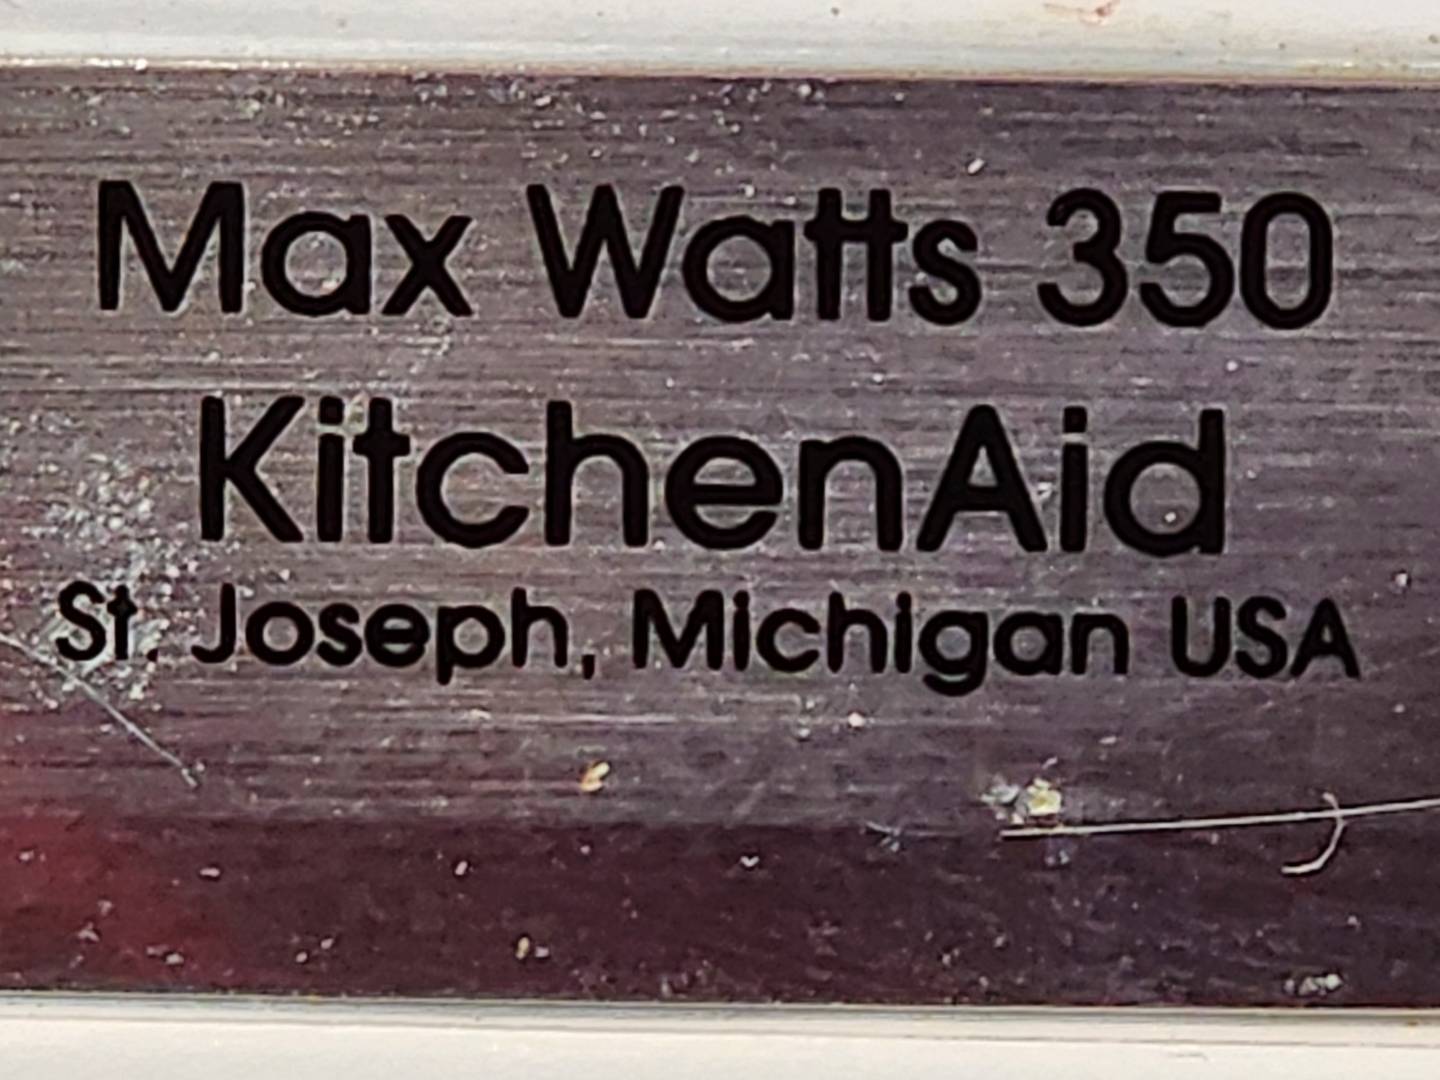 Max Watts 350
KitchenAid
St. Joseph, Michigan USA